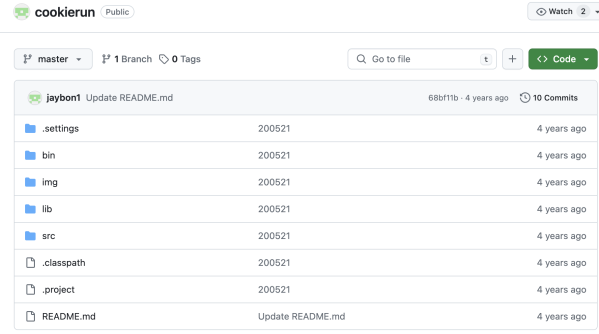 cookierun Public Watch 2
master 1 Branch 0 Tags Go to file t + <> Code
jaybon1 Update README.md 68bf11b · 4 years ago 10 Commits
.settings 200521 4 years ago
bin 200521 4 years ago
img 200521 4 years ago
lib 200521 4 years ago
src 200521 4 years ago
.classpath 200521 4 years ago
.project 200521 4 years ago
README.md Update README.md 4 years ago